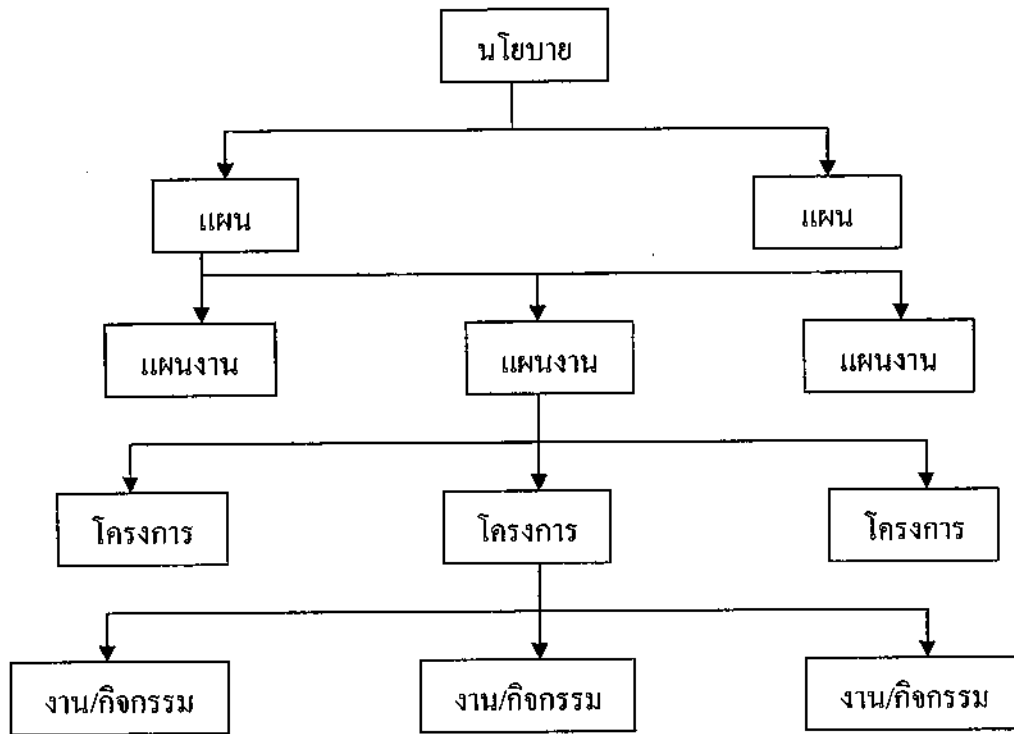 นโยบาย
แผน
แผน
แผนงาน
แผนงาน
แผนงาน
โครงการ
โครงการ
โครงการ
งาน/กิจกรรม
งาน/กิจกรรม
งาน/กิจกรรม